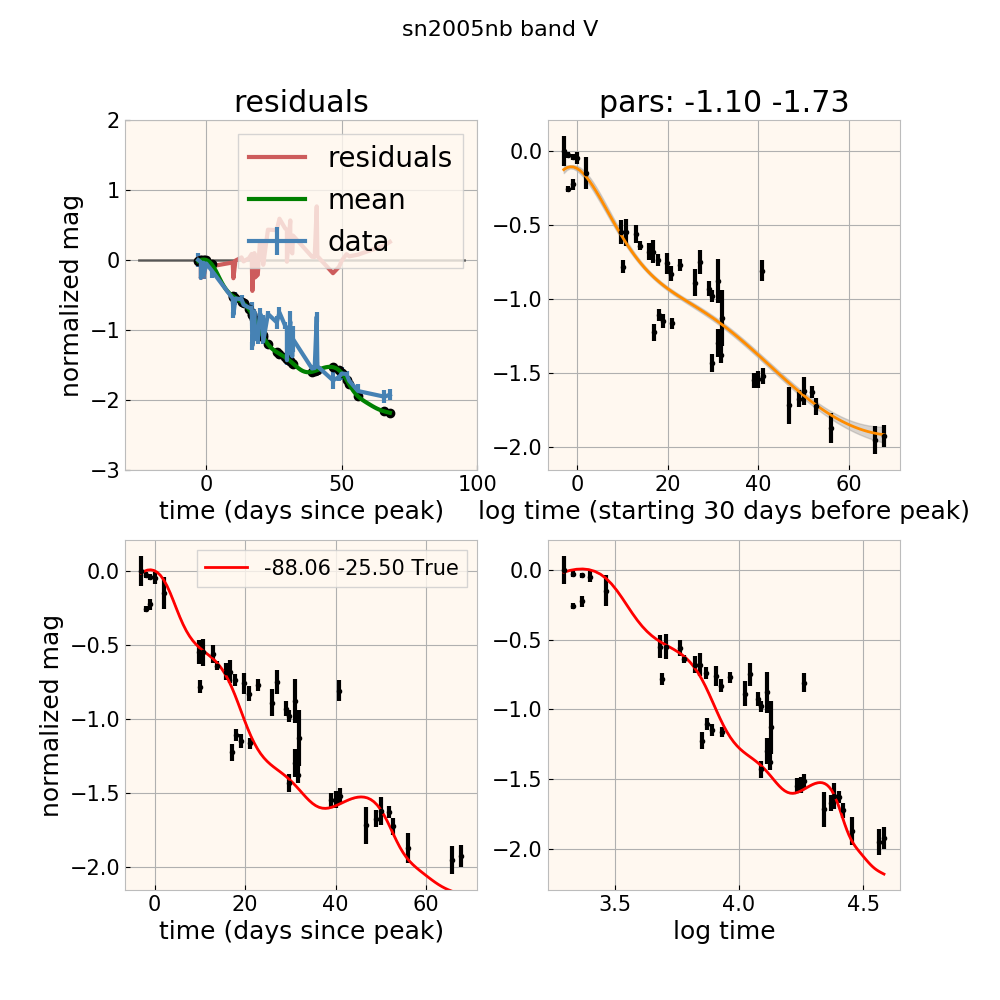 sn2005nb band V
residuals
pars: -1.10 -1.73
2
1
0
−1
−2
−3
normalized mag
residuals
mean
data
0
50
100
time (days since peak)
0.0
−0.5
−1.0
−1.5
−2.0
0
20
40
60
log time (starting 30 days before peak)
0.0
−0.5
−1.0
−1.5
−2.0
normalized mag
-88.06 -25.50 True
0
20
40
60
time (days since peak)
0.0
−0.5
−1.0
−1.5
−2.0
3.5
4.0
4.5
log time